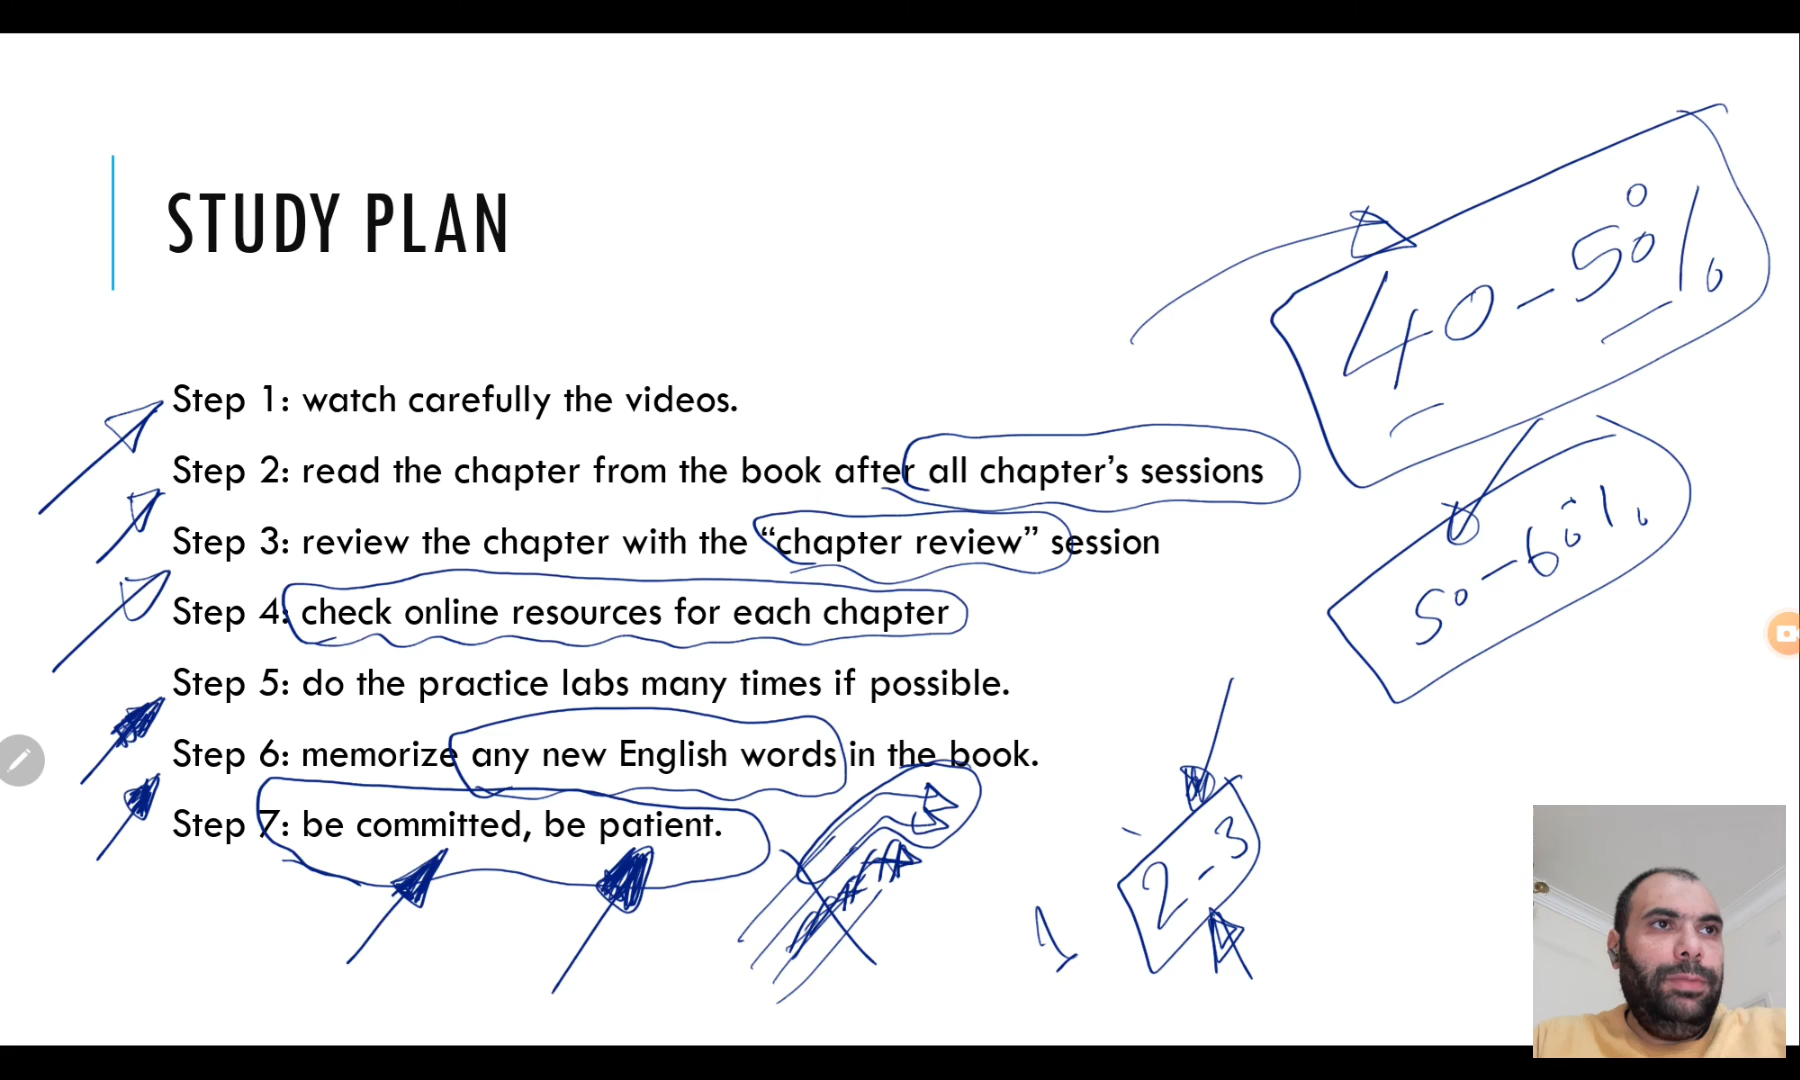 STUDY PLAN
40-50%
Step 1: watch carefully the videos.
Step 2: read the chapter from the book after all chapter's sessions
Step 3: review the chapter with the “chapter review” session
50-60%
Step 4: check online resources for each chapter
Step 5: do the practice labs many times if possible.
Step 6: memorize any new English words in the book.
Step 7: be committed, be patient.
2-3